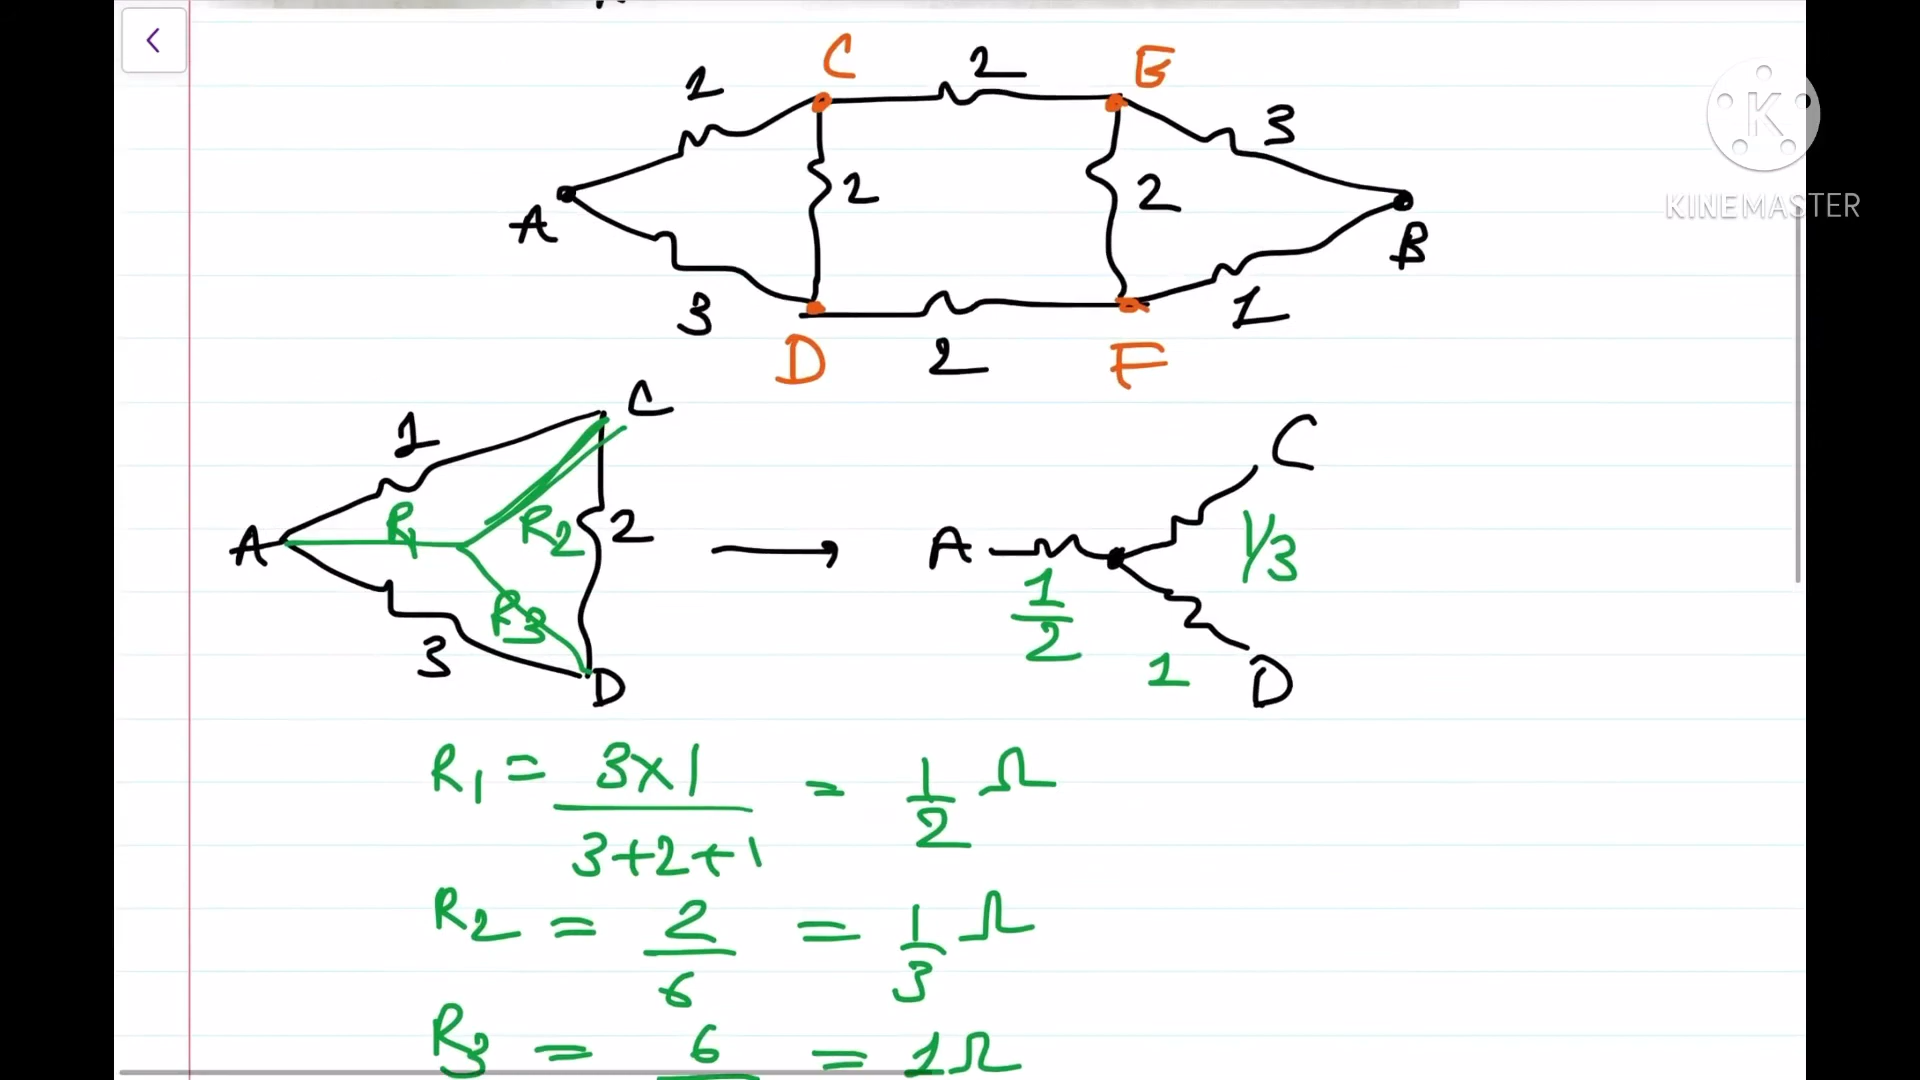 C 2 E
1 3
A 2 2 B
3 1
D 2 F
K
KINEMASTER
1 C C
A R1 R2 2 A 1/3
R3 1/2
3 D 1 D
R1 = 3×1 / 3+2+1 = 1/2 Ω
R2 = 2/6 = 1/3 Ω
R3 = 6 = 1Ω